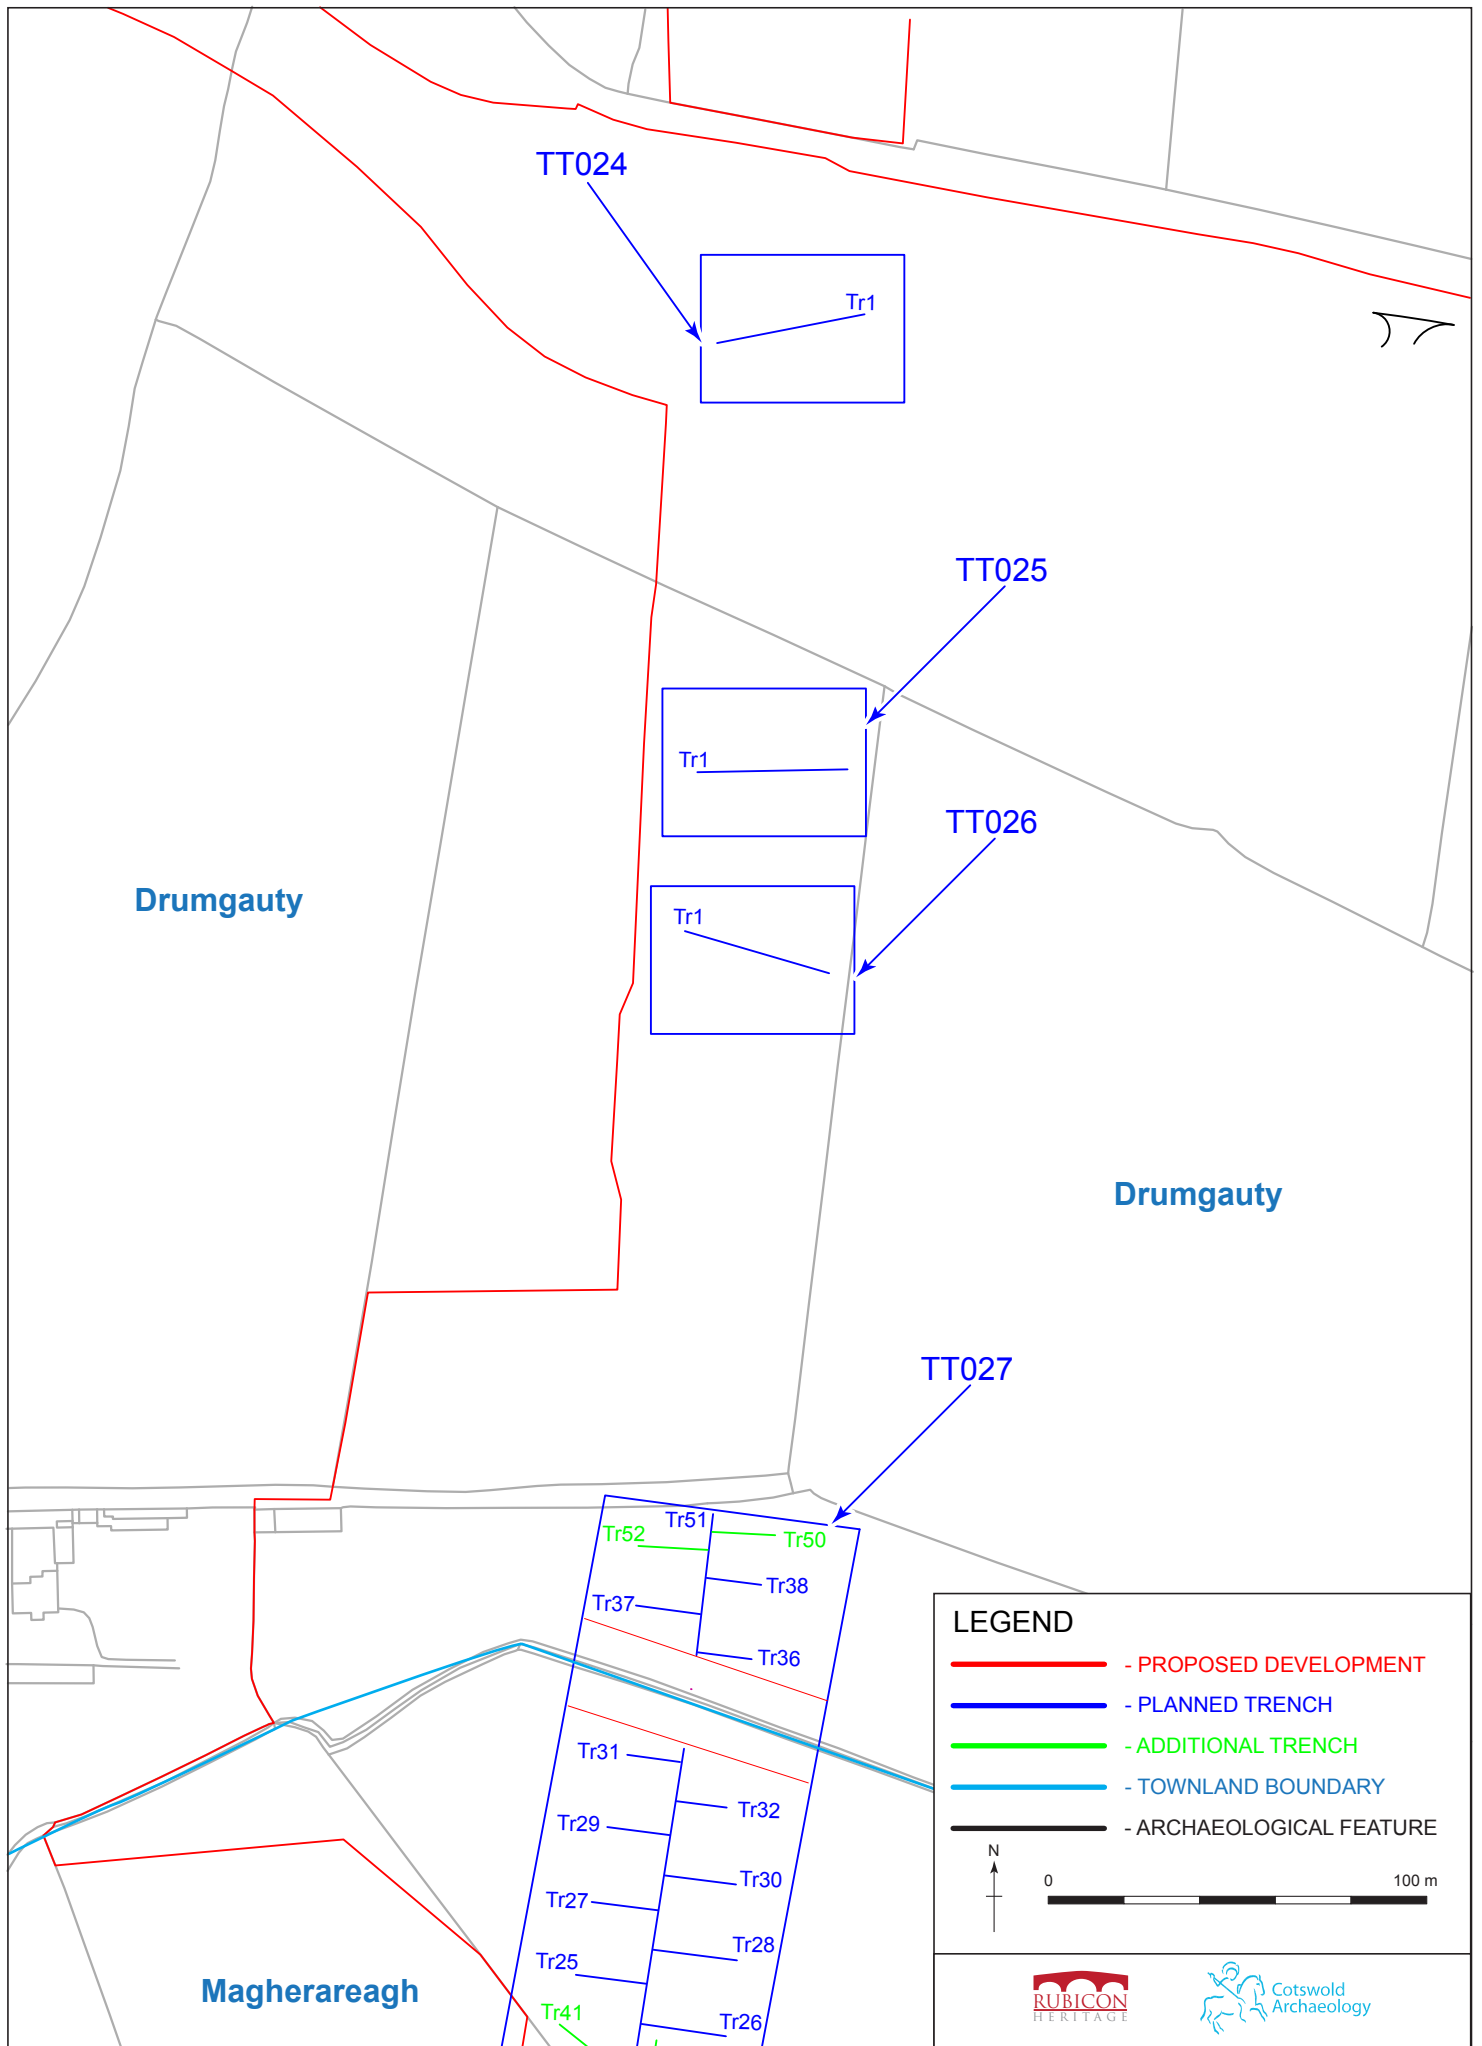 TT024
Tr1
TT025
Tr1
TT026
Tr1
Drumgauty
Drumgauty
TT027
Tr51
Tr52
Tr50
Tr38
Tr37
Tr36
Tr31
Tr32
Tr29
Tr30
Tr27
Tr28
Tr25
Tr26
Tr41
Magherareagh
LEGEND
- PROPOSED DEVELOPMENT
- PLANNED TRENCH
- ADDITIONAL TRENCH
- TOWNLAND BOUNDARY
- ARCHAEOLOGICAL FEATURE
N
0 100 m
RUBICON
HERITAGE
Cotswold
Archaeology